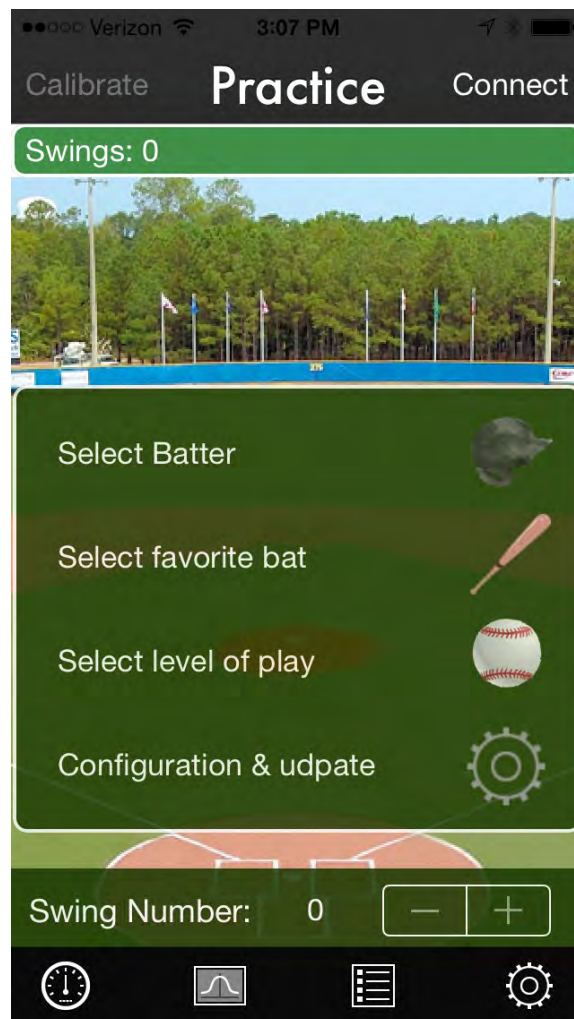 Verizon 3:07 PM
Calibrate Practice Connect
Swings: 0
Select Batter
Select favorite bat
Select level of play
Configuration & udpate
Swing Number: 0 − +